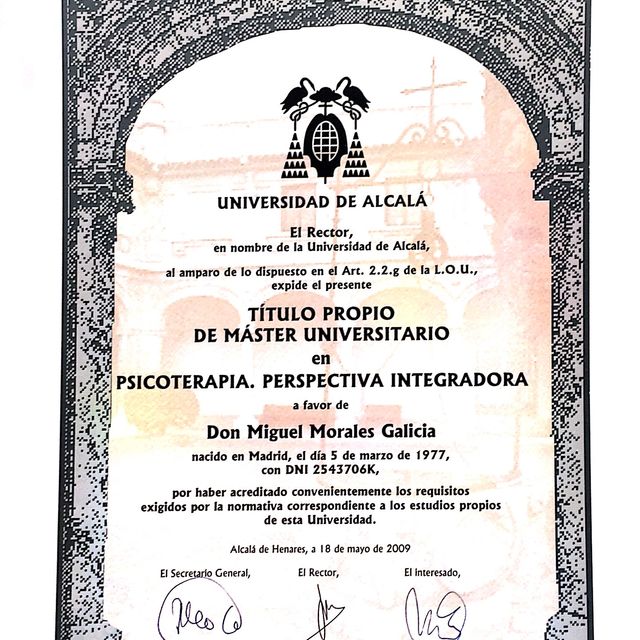 UNIVERSIDAD DE ALCALÁ
El Rector,
en nombre de la Universidad de Alcalá,
al amparo de lo dispuesto en el Art. 2.2.g de la L.O.U.,
expide el presente
TÍTULO PROPIO
DE MÁSTER UNIVERSITARIO
en
PSICOTERAPIA. PERSPECTIVA INTEGRADORA
a favor de
Don Miguel Morales Galicia
nacido en Madrid, el día 5 de marzo de 1977,
con DNI 2543706K,
por haber acreditado convenientemente los requisitos
exigidos por la normativa correspondiente a los estudios propios
de esta Universidad.
Alcalá de Henares, a 18 de mayo de 2009
El Secretario General, El Rector, El interesado,